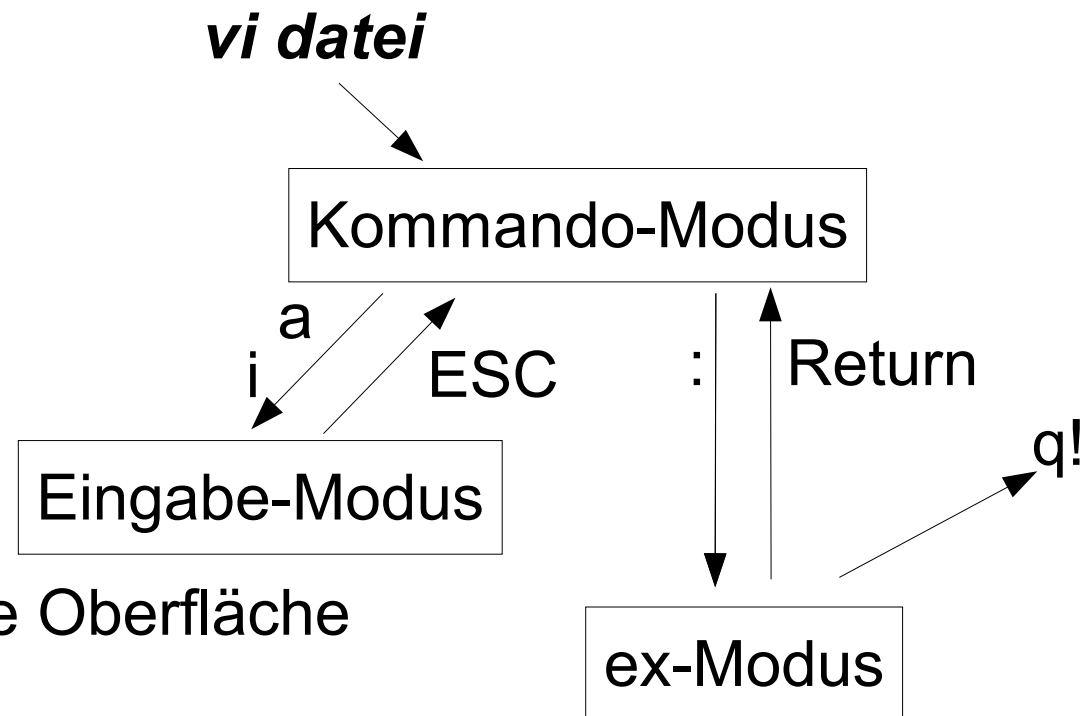 vi datei
Kommando-Modus
a
i
ESC
:
Return
q!
Eingabe-Modus
e Oberfläche
ex-Modus